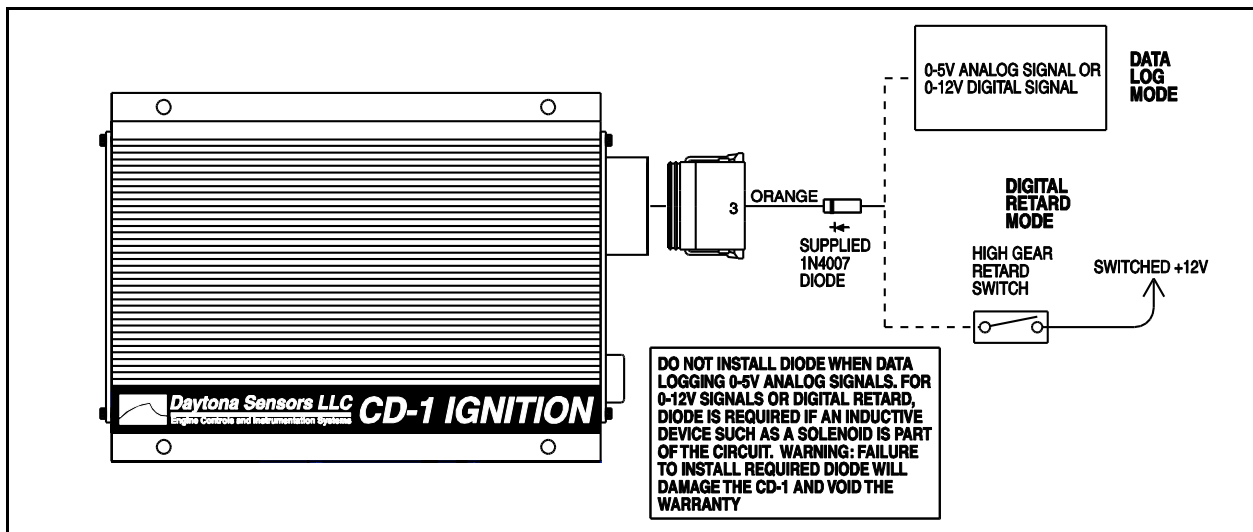 0-5V ANALOG SIGNAL OR
0-12V DIGITAL SIGNAL
DATA
LOG
MODE
DIGITAL
RETARD
MODE
3
ORANGE
SUPPLIED
1N4007
DIODE
HIGH GEAR
RETARD
SWITCH
SWITCHED +12V
DO NOT INSTALL DIODE WHEN DATA
LOGGING 0-5V ANALOG SIGNALS. FOR
0-12V SIGNALS OR DIGITAL RETARD,
DIODE IS REQUIRED IF AN INDUCTIVE
DEVICE SUCH AS A SOLENOID IS PART
OF THE CIRCUIT. WARNING: FAILURE
TO INSTALL REQUIRED DIODE WILL
DAMAGE THE CD-1 AND VOID THE
WARRANTY
Daytona Sensors LLC
Engine Controls and Instrumentation Systems
CD-1 IGNITION